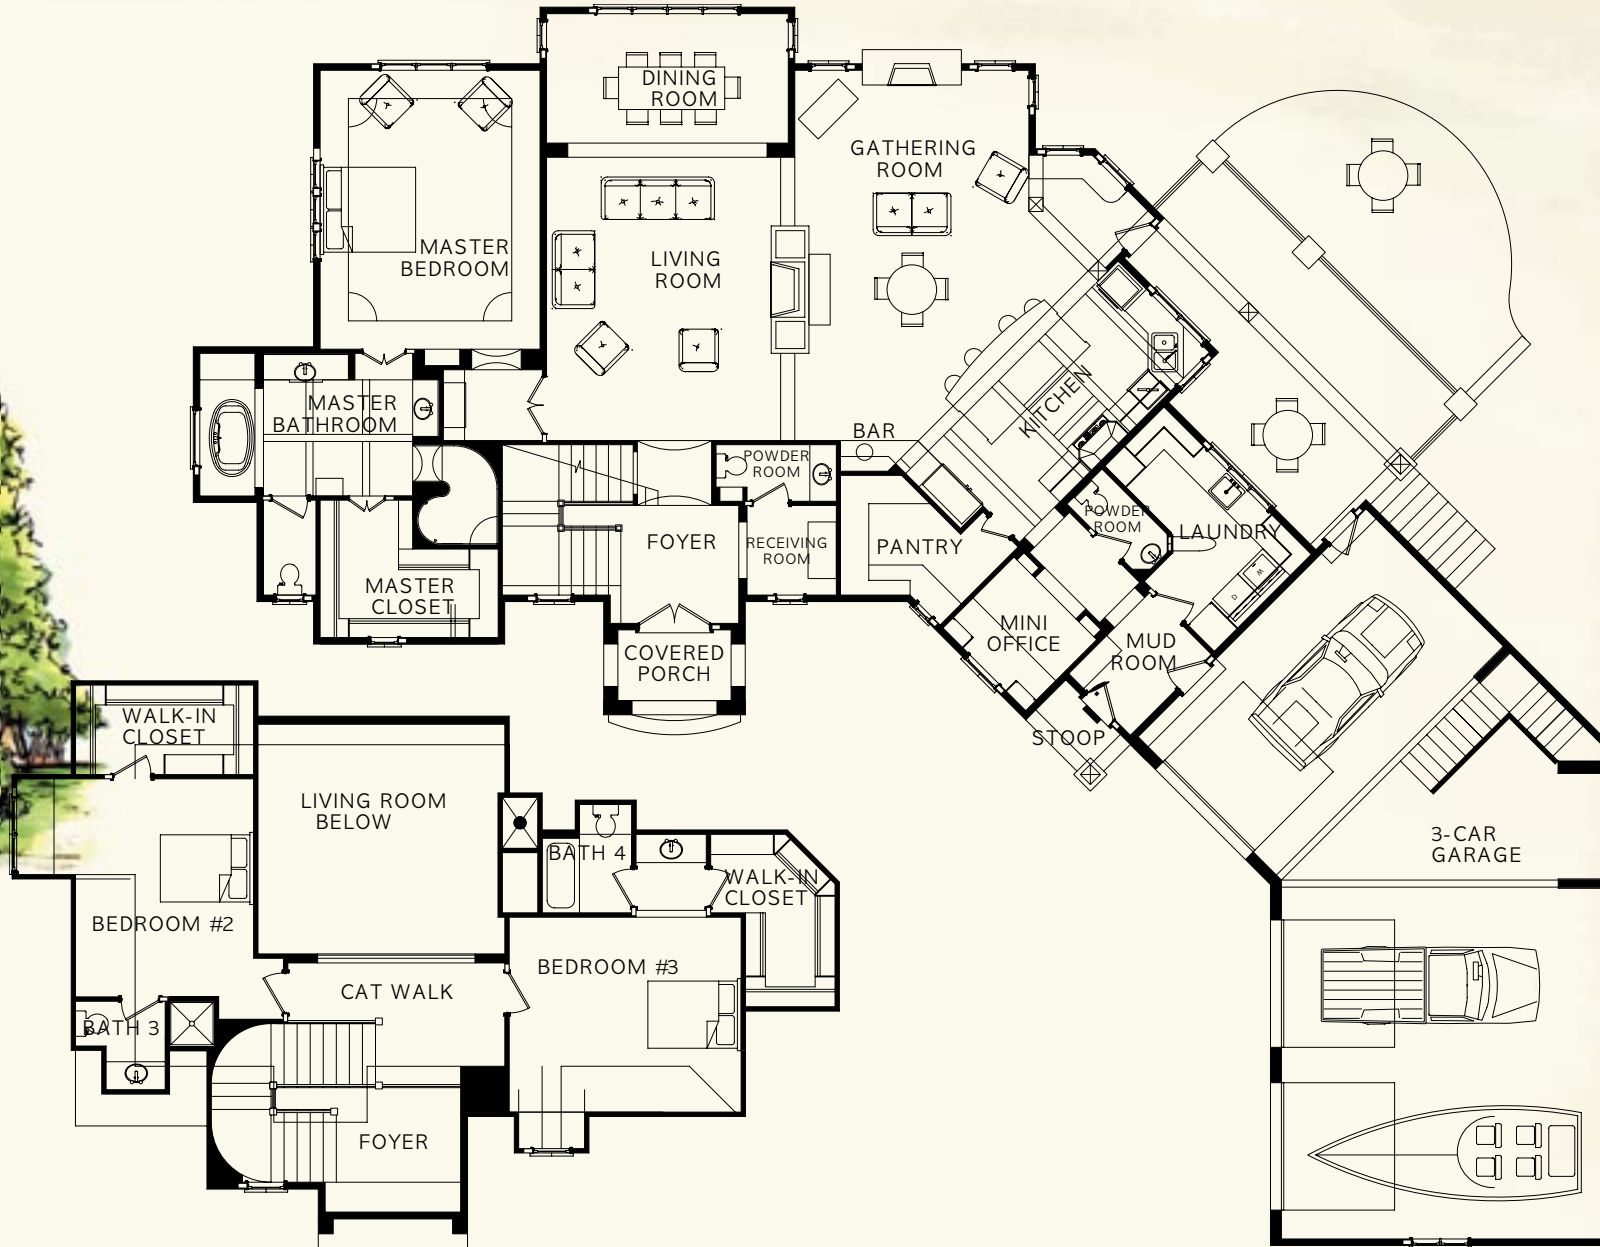 DINING
ROOM
GATHERING
ROOM
MASTER
BEDROOM
LIVING
ROOM
MASTER
BATHROOM
KITCHEN
BAR
POWDER
ROOM
POWDER
ROOM
LAUNDRY
FOYER
RECEIVING
ROOM
PANTRY
MASTER
CLOSET
MINI
OFFICE
MUD
ROOM
COVERED
PORCH
STOOP
WALK-IN
CLOSET
LIVING ROOM
BELOW
3-CAR
GARAGE
BATH 4
WALK-IN
CLOSET
BEDROOM #2
BEDROOM #3
CAT WALK
BATH 3
FOYER
W
D